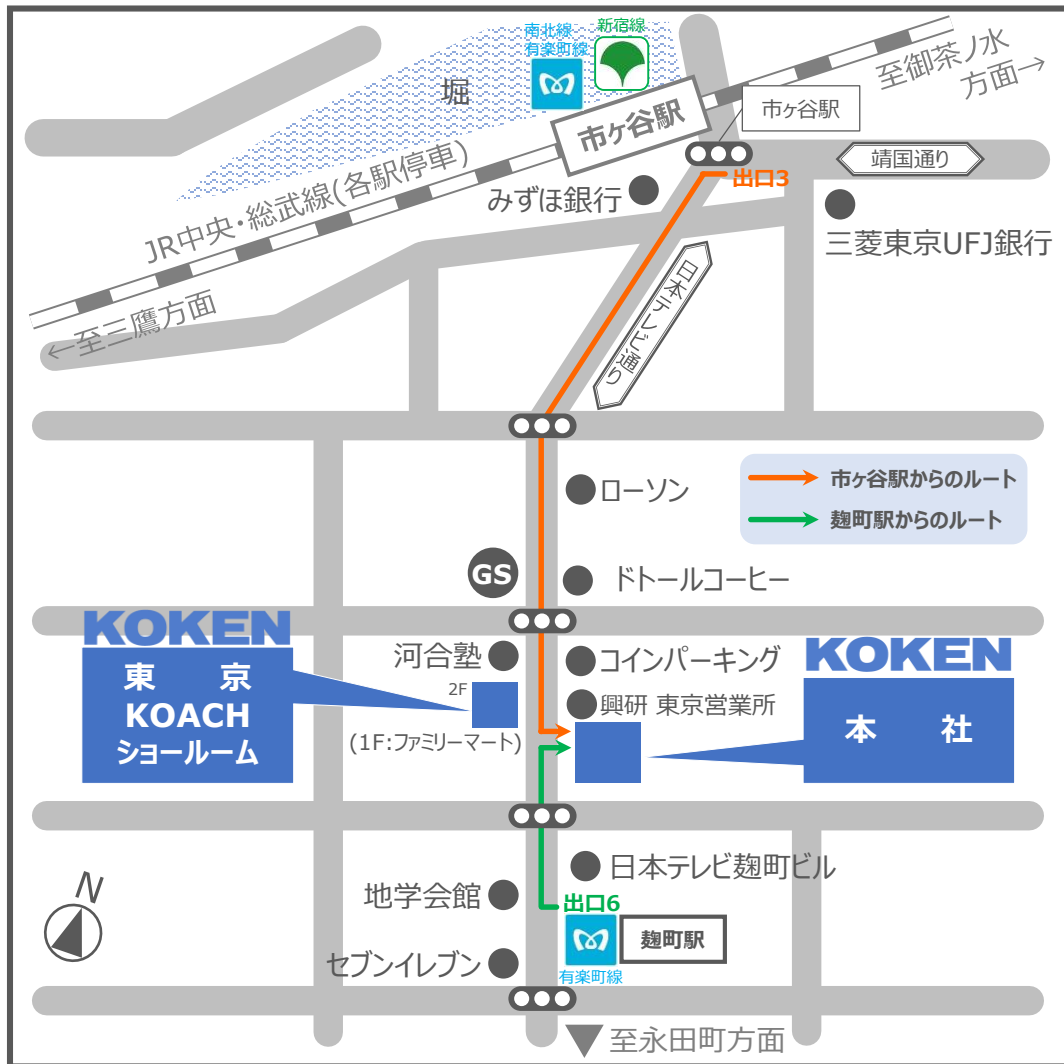 南北線
有楽町線
新宿線
堀
市ヶ谷駅
至御茶ノ水
方面→
市ヶ谷駅
靖国通り
出口3
みずほ銀行
三菱東京UFJ銀行
JR中央・総武線(各駅停車)
←至三鷹方面
日本テレビ通り
ローソン
市ヶ谷駅からのルート
麹町駅からのルート
GS
ドトールコーヒー
KOKEN
東 京
KOACH
ショールーム
河合塾
2F
(1F:ファミリーマート)
コインパーキング
興研 東京営業所
KOKEN
本 社
日本テレビ麹町ビル
地学会館
出口6
麹町駅
有楽町線
セブンイレブン
N
▼至永田町方面